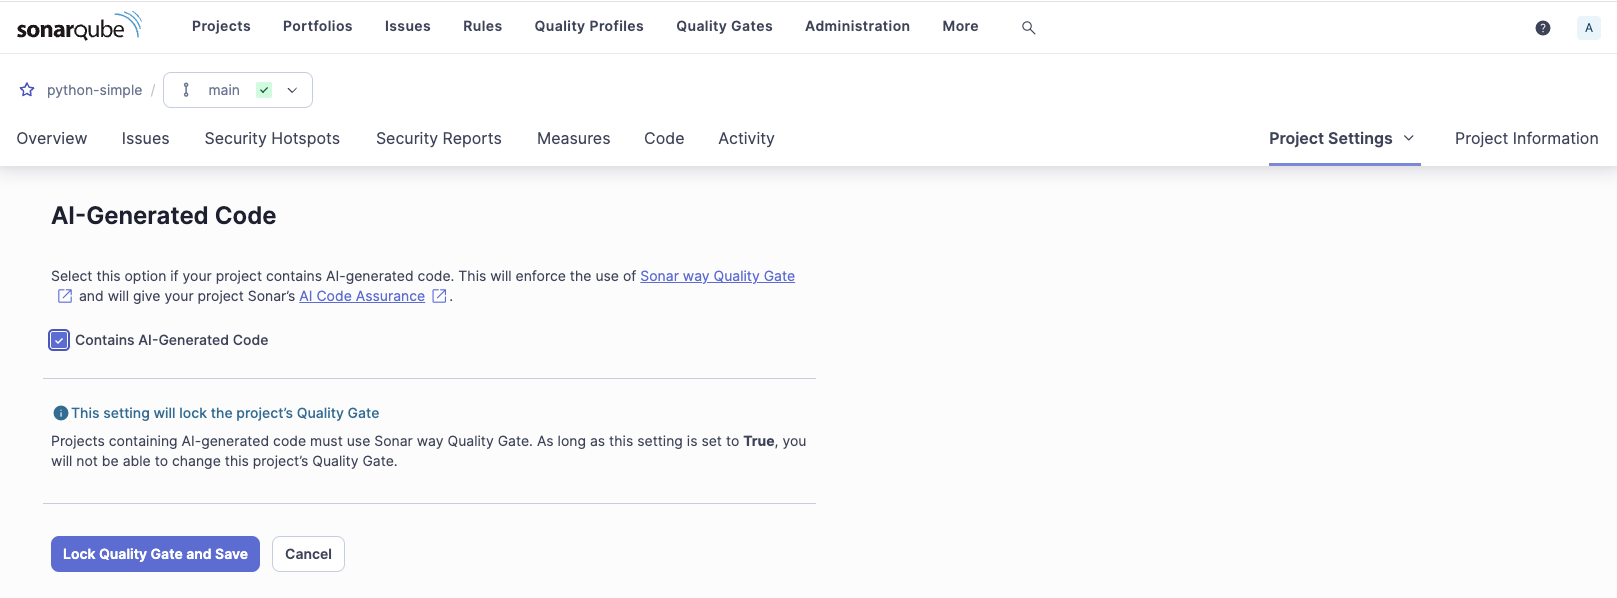 sonarqube Projects Portfolios Issues Rules Quality Profiles Quality Gates Administration More ? A
python-simple / main
Overview Issues Security Hotspots Security Reports Measures Code Activity Project Settings Project Information
AI-Generated Code
Select this option if your project contains AI-generated code. This will enforce the use of Sonar way Quality Gate
and will give your project Sonar’s AI Code Assurance .
Contains AI-Generated Code
This setting will lock the project’s Quality Gate
Projects containing AI-generated code must use Sonar way Quality Gate. As long as this setting is set to True, you
will not be able to change this project’s Quality Gate.
Lock Quality Gate and Save Cancel